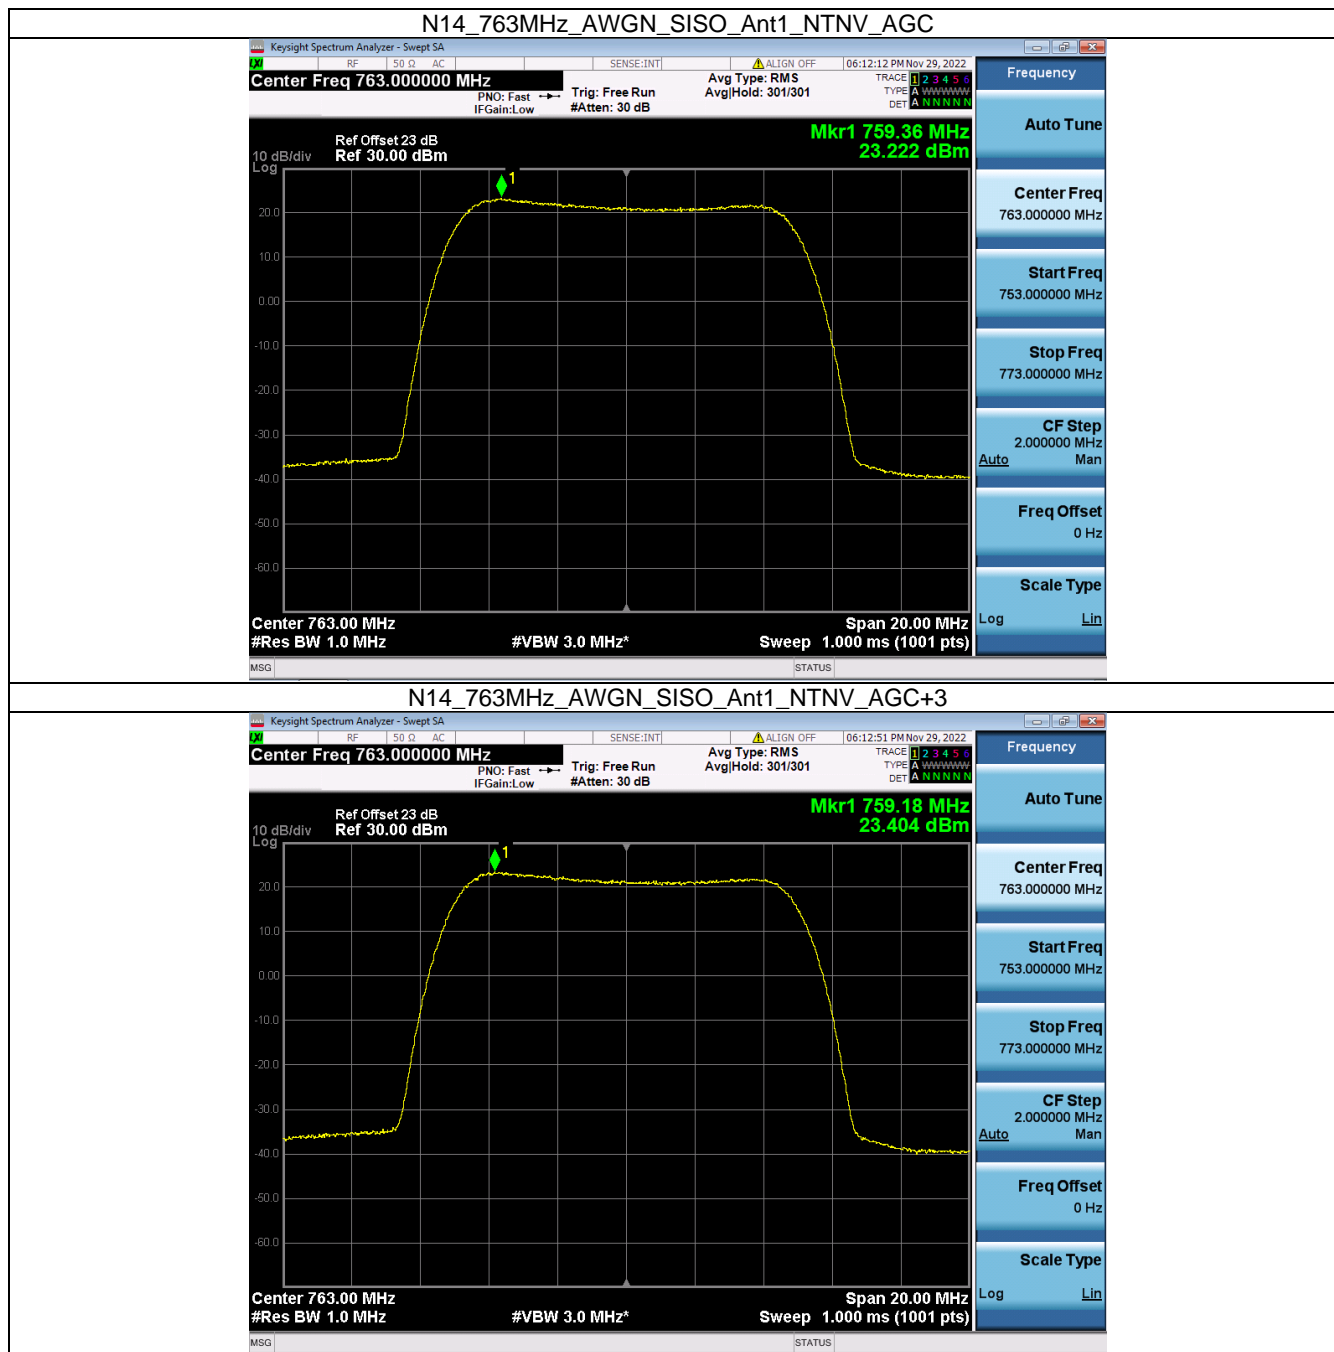 N14_763MHz_AWGN_SISO_Ant1_NTNV_AGC
Keysight Spectrum Analyzer - Swept SA
LXI RF 50 Ω AC SENSE:INT ALIGN OFF 06:12:12 PM Nov 29, 2022
Center Freq 763.000000 MHz
PNO: Fast
IFGain:Low
Trig: Free Run
#Atten: 30 dB
Avg Type: RMS
Avg|Hold: 301/301
TRACE 1 2 3 4 5 6
TYPE A WWWWW
DET A N N N N N
Frequency
Mkr1 759.36 MHz
23.222 dBm
Ref Offset 23 dB
10 dB/div Ref 30.00 dBm
Log
1
20.0
10.0
0.00
-10.0
-20.0
-30.0
-40.0
-50.0
-60.0
Center 763.00 MHz Span 20.00 MHz
#Res BW 1.0 MHz #VBW 3.0 MHz* Sweep 1.000 ms (1001 pts)
MSG STATUS
Auto Tune
Center Freq
763.000000 MHz
Start Freq
753.000000 MHz
Stop Freq
773.000000 MHz
CF Step
2.000000 MHz
Auto Man
Freq Offset
0 Hz
Scale Type
Log Lin
N14_763MHz_AWGN_SISO_Ant1_NTNV_AGC+3
Keysight Spectrum Analyzer - Swept SA
LXI RF 50 Ω AC SENSE:INT ALIGN OFF 06:12:51 PM Nov 29, 2022
Center Freq 763.000000 MHz
PNO: Fast
IFGain:Low
Trig: Free Run
#Atten: 30 dB
Avg Type: RMS
Avg|Hold: 301/301
TRACE 1 2 3 4 5 6
TYPE A WWWWW
DET A N N N N N
Frequency
Mkr1 759.18 MHz
23.404 dBm
Ref Offset 23 dB
10 dB/div Ref 30.00 dBm
Log
1
20.0
10.0
0.00
-10.0
-20.0
-30.0
-40.0
-50.0
-60.0
Center 763.00 MHz Span 20.00 MHz
#Res BW 1.0 MHz #VBW 3.0 MHz* Sweep 1.000 ms (1001 pts)
MSG STATUS
Auto Tune
Center Freq
763.000000 MHz
Start Freq
753.000000 MHz
Stop Freq
773.000000 MHz
CF Step
2.000000 MHz
Auto Man
Freq Offset
0 Hz
Scale Type
Log Lin